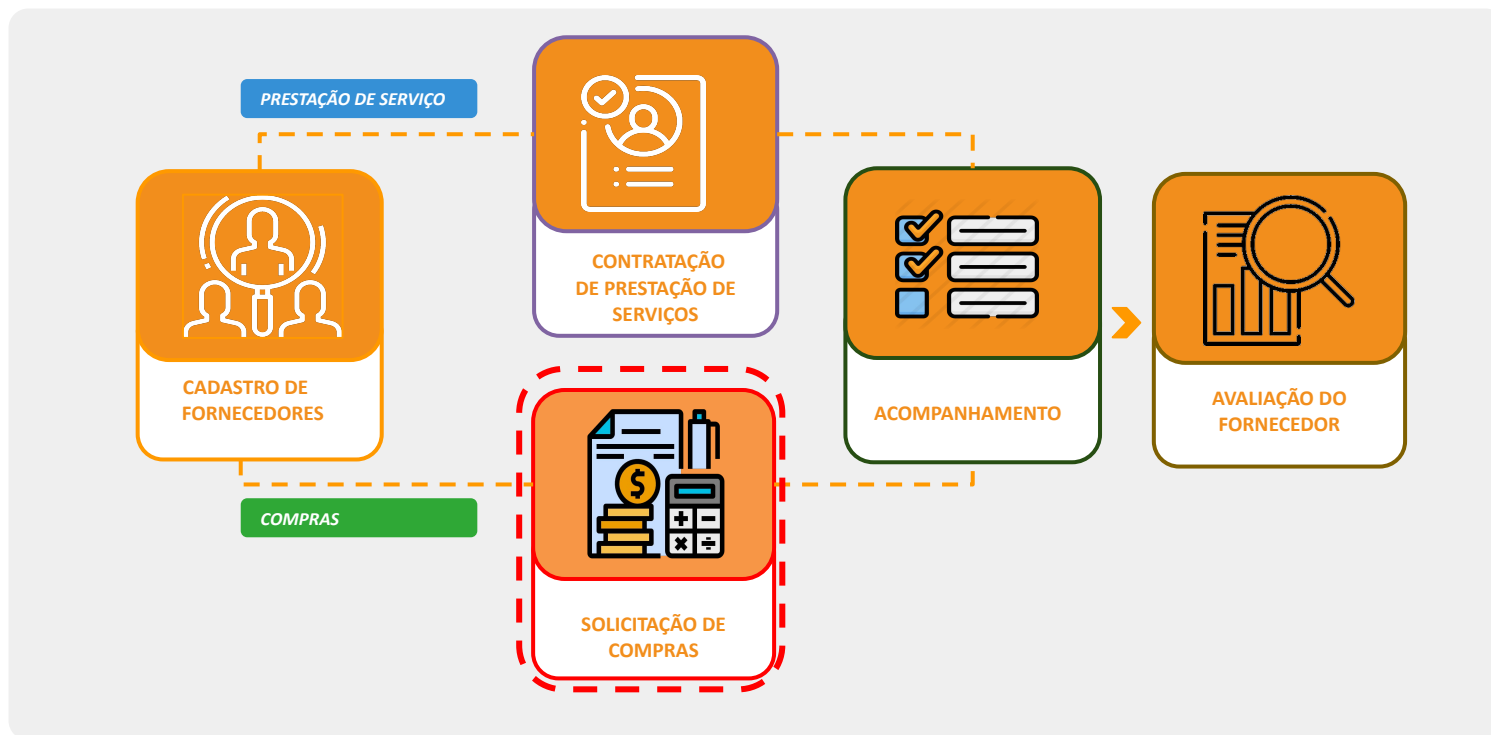 PRESTAÇÃO DE SERVIÇO
CONTRATAÇÃO
DE PRESTAÇÃO DE
SERVIÇOS
CADASTRO DE
FORNECEDORES
ACOMPANHAMENTO
AVALIAÇÃO DO
FORNECEDOR
COMPRAS
$
SOLICITAÇÃO DE
COMPRAS